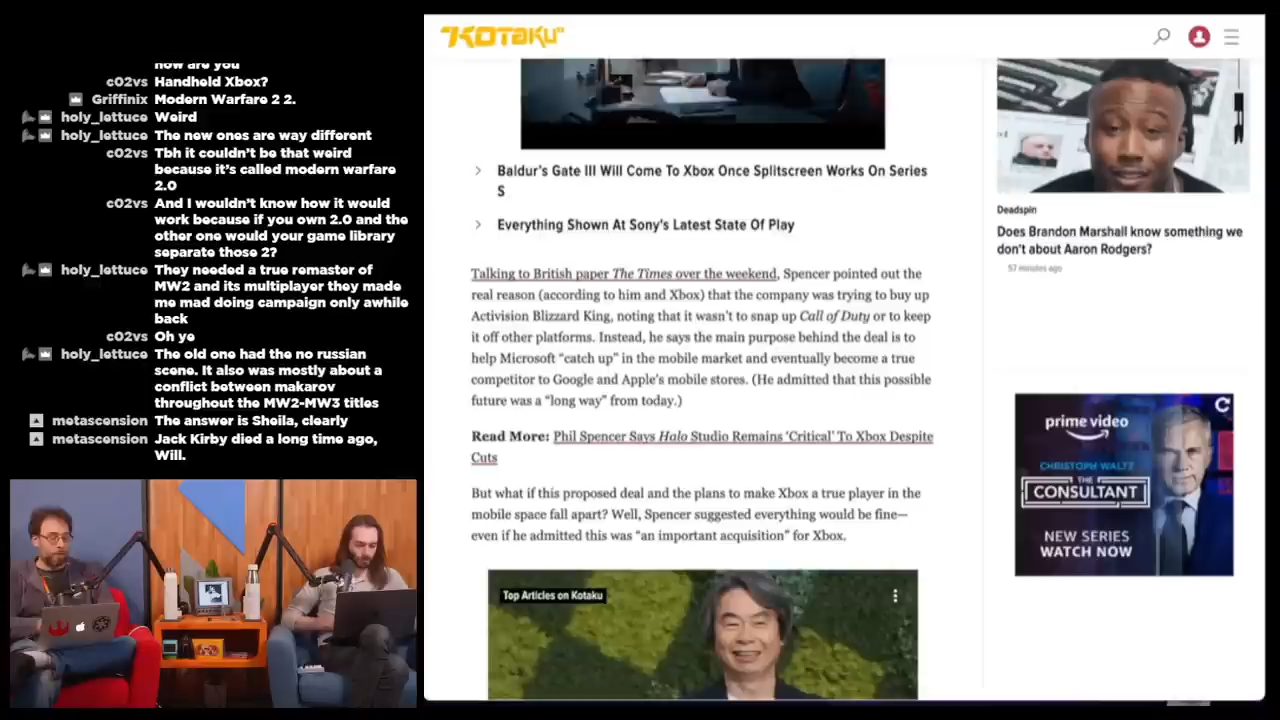 now are you
cO2vs Handheld Xbox?
Griffinix Modern Warfare 2 2.
holy_lettuce Weird
holy_lettuce The new ones are way different
cO2vs Tbh it couldn't be that weird
because it's called modern warfare
2.0
cO2vs And I wouldn't know how it would
work because if you own 2.0 and the
other one would your game library
separate those 2?
holy_lettuce They needed a true remaster of
MW2 and its multiplayer they made
me mad doing campaign only awhile
back
cO2vs Oh ye
holy_lettuce The old one had the no russian
scene. It also was mostly about a
conflict between makarov
throughout the MW2-MW3 titles
metascension The answer is Sheila, clearly
metascension Jack Kirby died a long time ago,
Will.
KOTAKU
Baldur's Gate III Will Come To Xbox Once Splitscreen Works On Series
S
Everything Shown At Sony's Latest State Of Play
Talking to British paper The Times over the weekend, Spencer pointed out the
real reason (according to him and Xbox) that the company was trying to buy up
Activision Blizzard King, noting that it wasn't to snap up Call of Duty or to keep
it off other platforms. Instead, he says the main purpose behind the deal is to
help Microsoft "catch up" in the mobile market and eventually become a true
competitor to Google and Apple's mobile stores. (He admitted that this possible
future was a "long way" from today.)
Read More: Phil Spencer Says Halo Studio Remains 'Critical' To Xbox Despite
Cuts
But what if this proposed deal and the plans to make Xbox a true player in the
mobile space fall apart? Well, Spencer suggested everything would be fine—
even if he admitted this was "an important acquisition" for Xbox.
Top Articles on Kotaku
Deadspin
Does Brandon Marshall know something we
don't about Aaron Rodgers?
57 minutes ago
prime video
CHRISTOPH WALTZ
THE
CONSULTANT
NEW SERIES
WATCH NOW